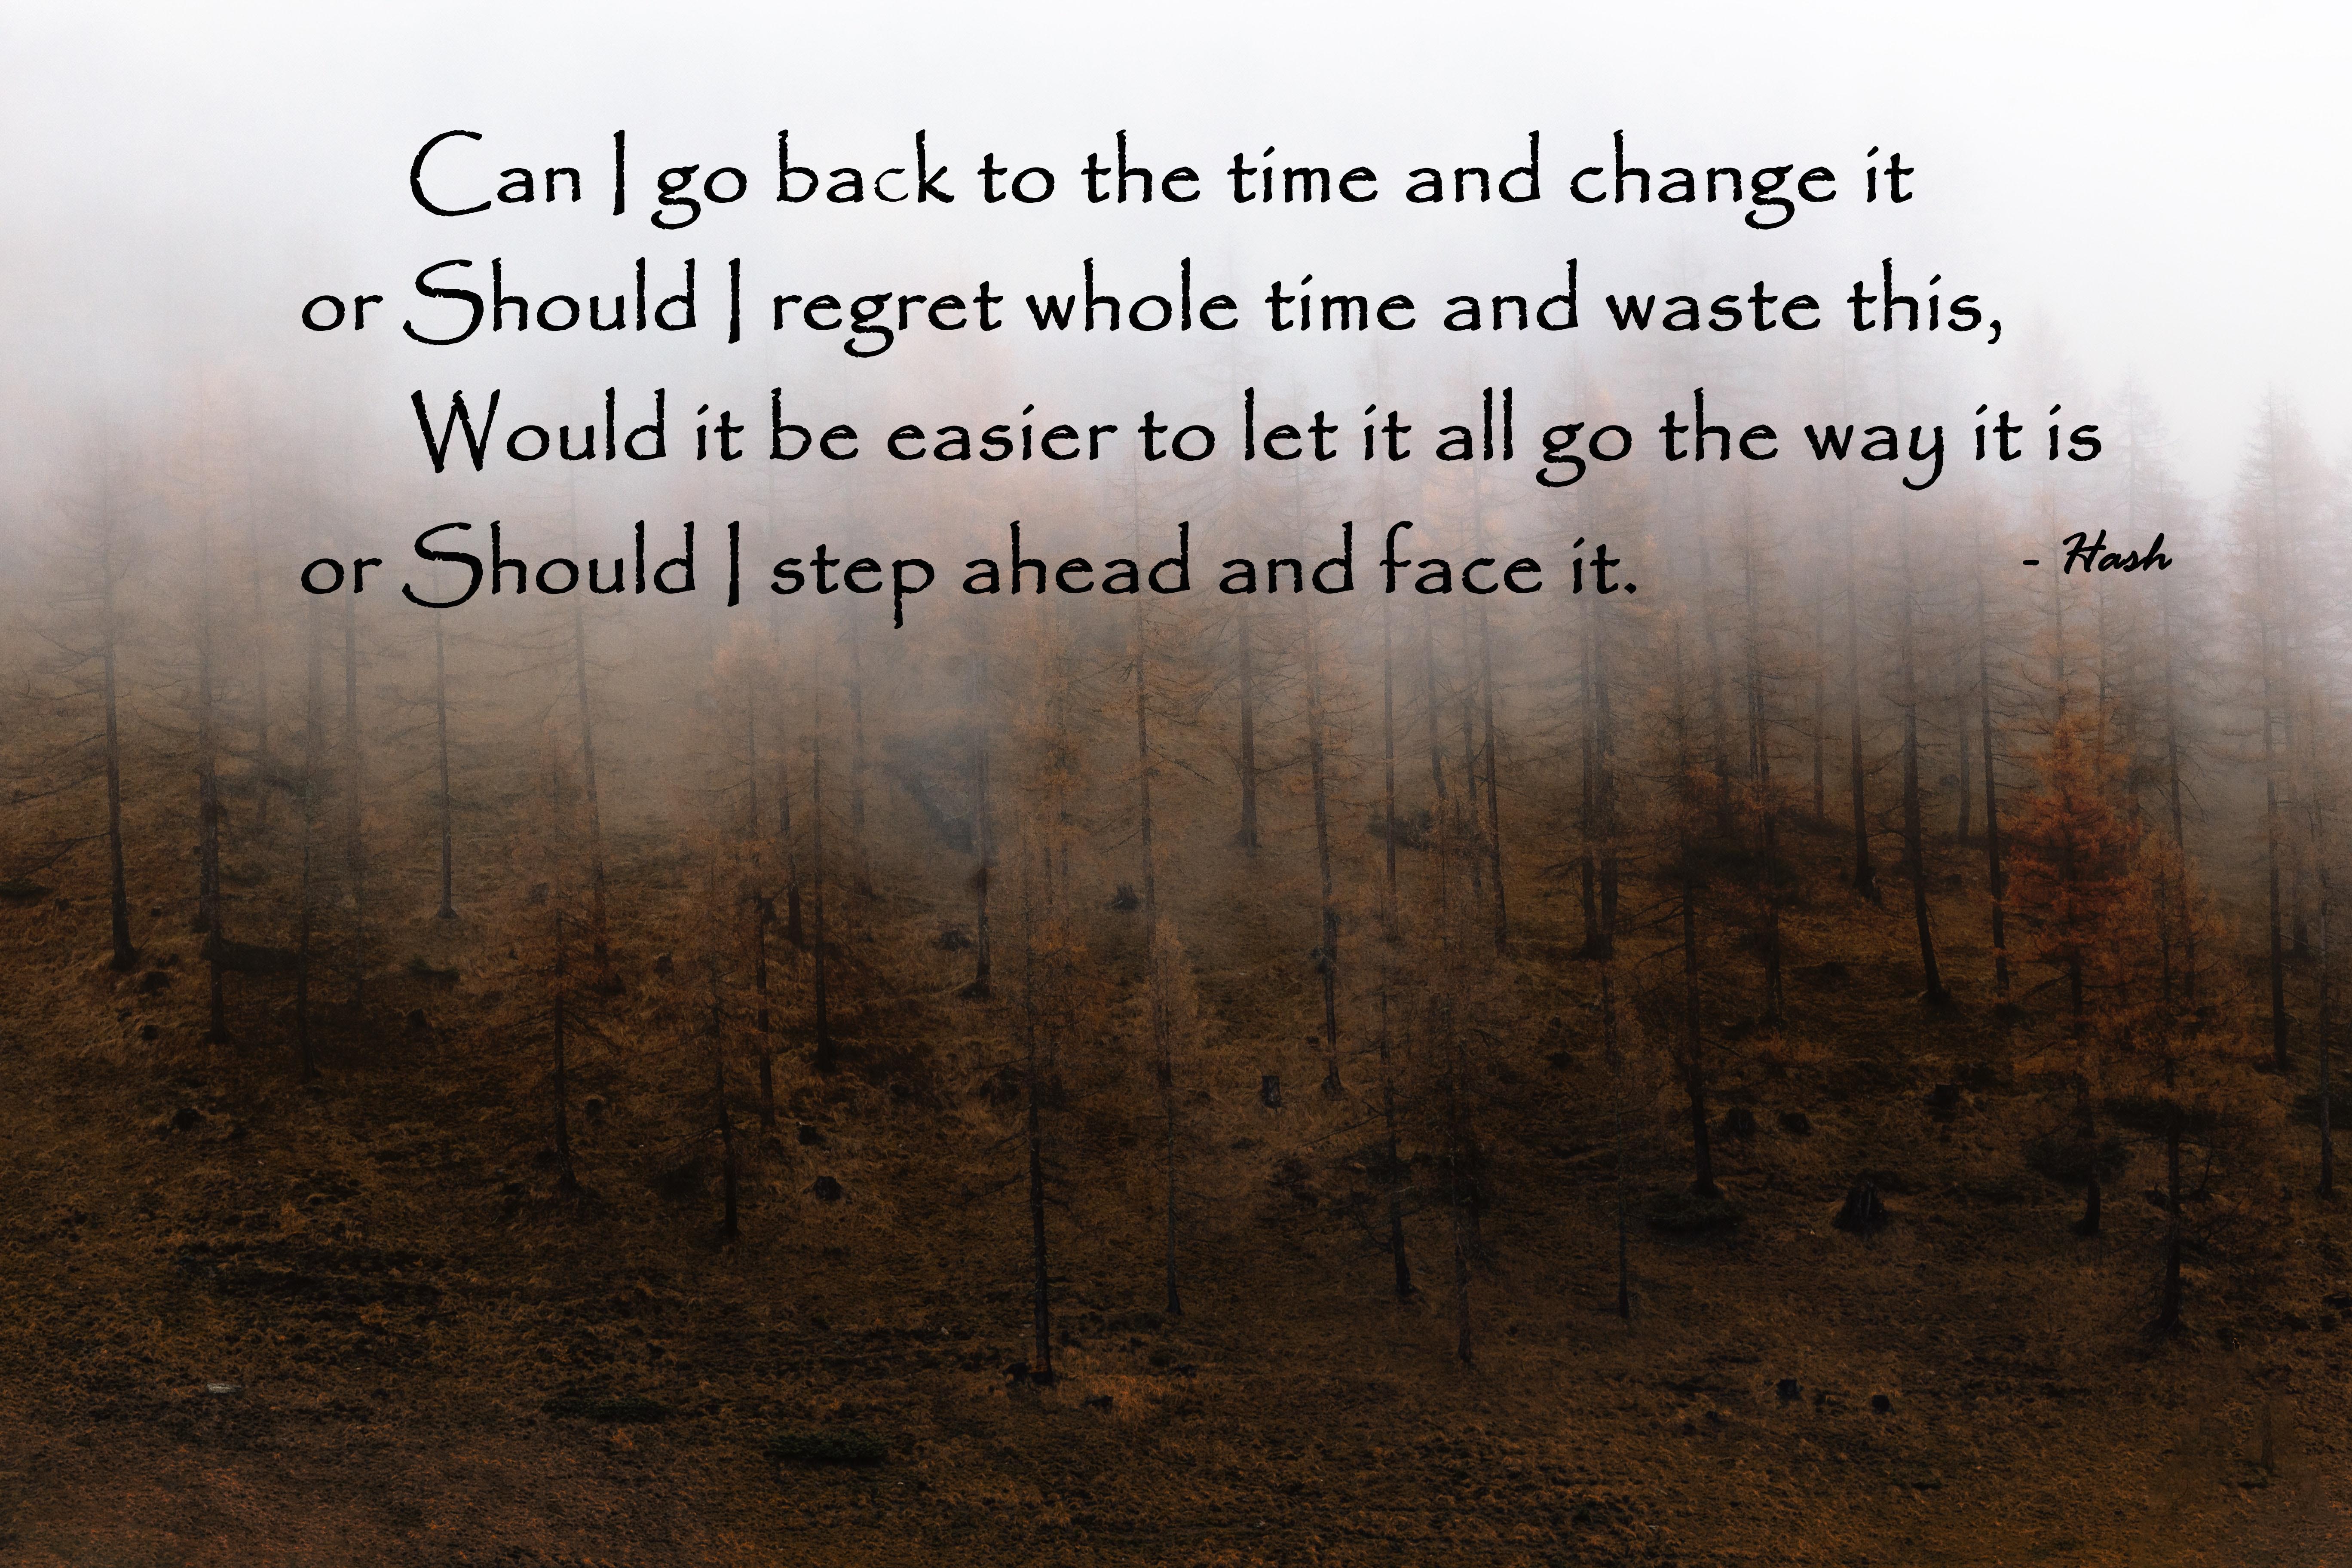 Can I go back to the time and change it
or Should I regret whole time and waste this,
Would it be easier to let it all go the way it is
or Should I step ahead and face it.
- Hash